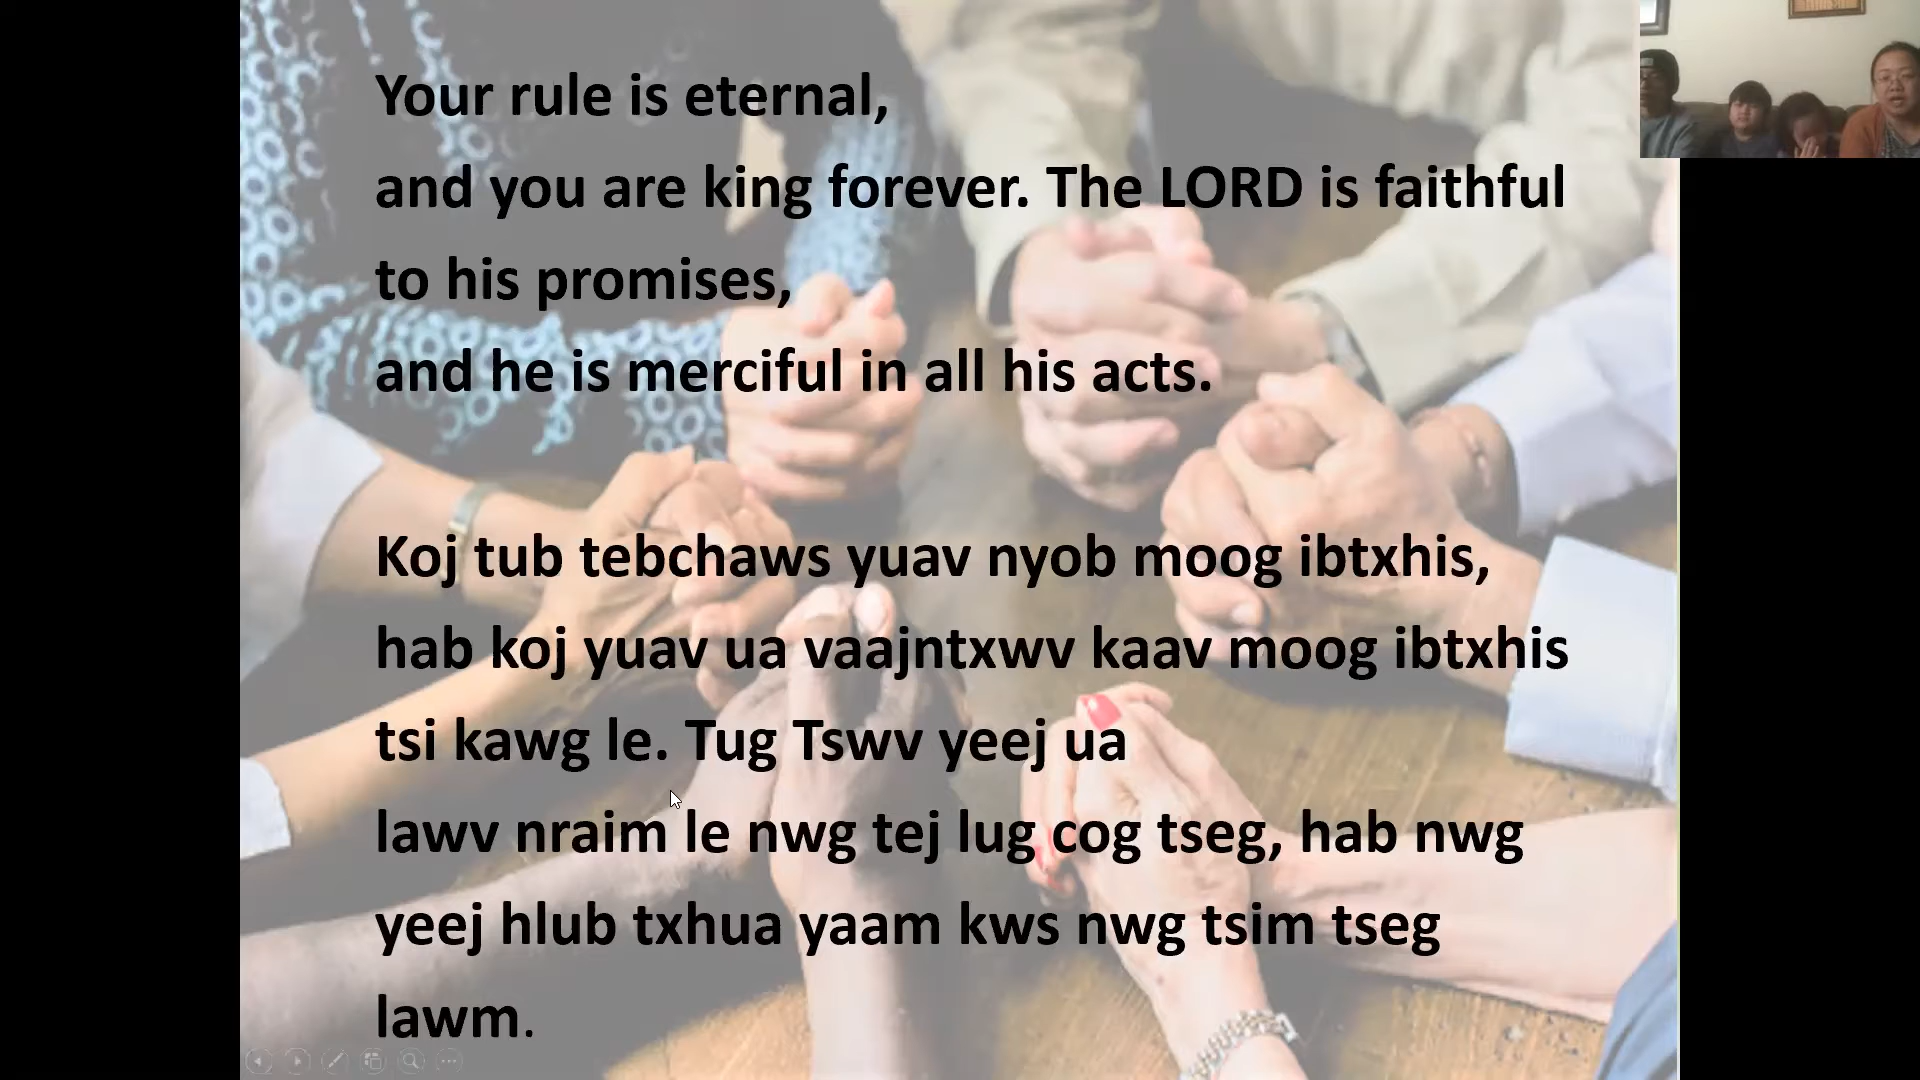 Your rule is eternal,
and you are king forever. The LORD is faithful
to his promises,
and he is merciful in all his acts.
Koj tub tebchaws yuav nyob moog ibtxhis,
hab koj yuav ua vaajntxwv kaav moog ibtxhis
tsi kawg le. Tug Tswv yeej ua
lawv nraim le nwg tej lug cog tseg, hab nwg
yeej hlub txhua yaam kws nwg tsim tseg
lawm.